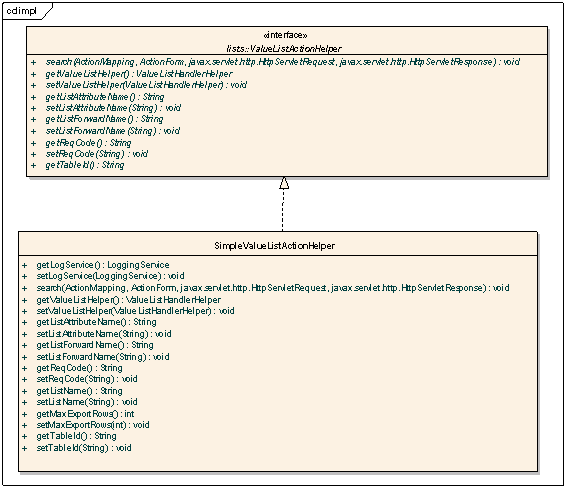 cd impl
«interface»
lists::ValueListActionHelper
+ search(ActionMapping, ActionForm, javax.servlet.http.HttpServletRequest, javax.servlet.http.HttpServletResponse) : void
+ getValueListHelper() : ValueListHandlerHelper
+ setValueListHelper(ValueListHandlerHelper) : void
+ getListAttributeName() : String
+ setListAttributeName(String) : void
+ getListForwardName() : String
+ setListForwardName(String) : void
+ getReqCode() : String
+ setReqCode(String) : void
+ getTableId() : String
SimpleValueListActionHelper
+ getLogService() : LoggingService
+ setLogService(LoggingService) : void
+ search(ActionMapping, ActionForm, javax.servlet.http.HttpServletRequest, javax.servlet.http.HttpServletResponse) : void
+ getValueListHelper() : ValueListHandlerHelper
+ setValueListHelper(ValueListHandlerHelper) : void
+ getListAttributeName() : String
+ setListAttributeName(String) : void
+ getListForwardName() : String
+ setListForwardName(String) : void
+ getReqCode() : String
+ setReqCode(String) : void
+ getListName() : String
+ setListName(String) : void
+ getMaxExportRows() : int
+ setMaxExportRows(int) : void
+ getTableId() : String
+ setTableId(String) : void